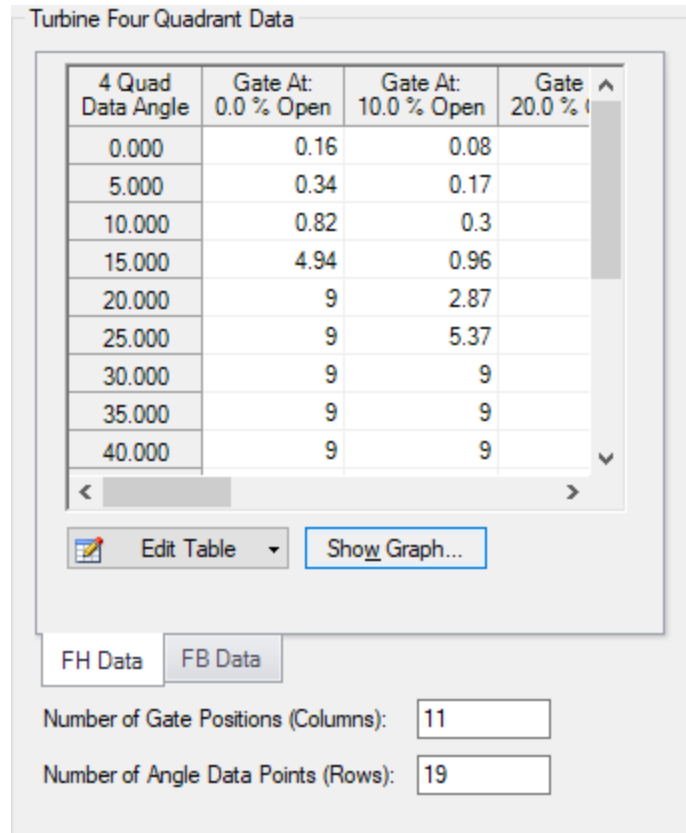 Turbine Four Quadrant Data
4 Quad Data Angle Gate At: 0.0 % Open Gate At: 10.0 % Open Gate 20.0 %
0.000 0.16 0.08
5.000 0.34 0.17
10.000 0.82 0.3
15.000 4.94 0.96
20.000 9 2.87
25.000 9 5.37
30.000 9 9
35.000 9 9
40.000 9 9
Edit Table Show Graph...
FH Data FB Data
Number of Gate Positions (Columns): 11
Number of Angle Data Points (Rows): 19